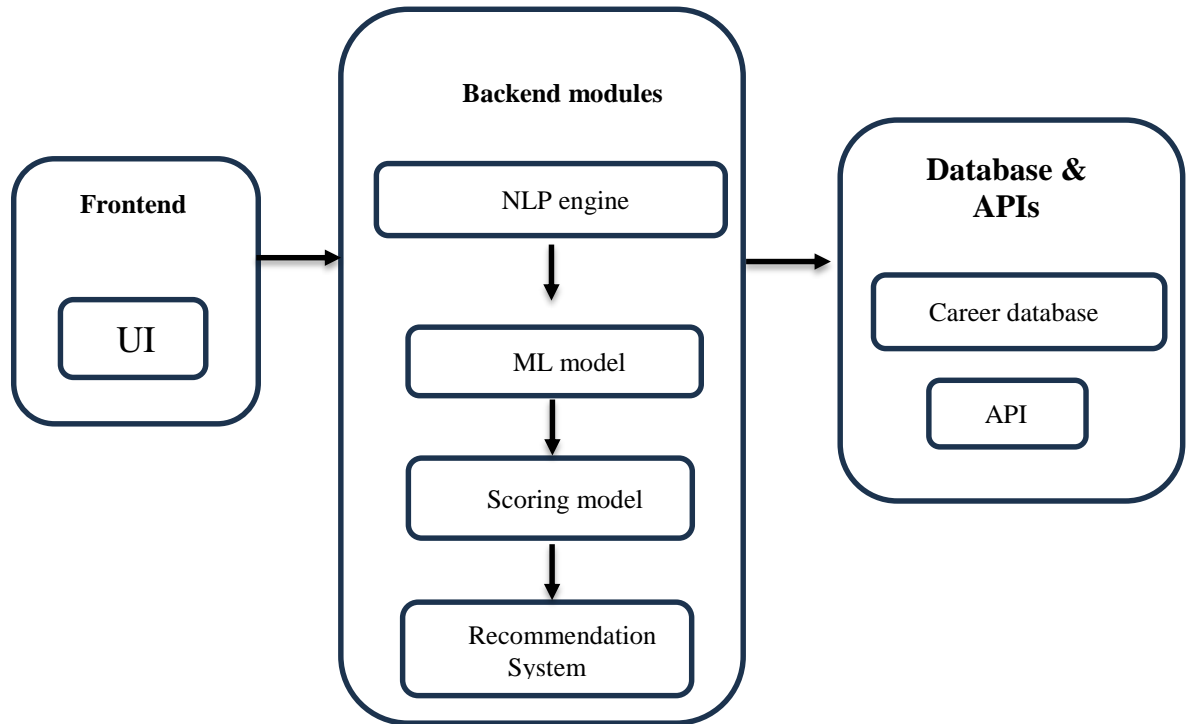 Frontend
UI
Backend modules
NLP engine
ML model
Scoring model
Recommendation
System
Database &
APIs
Career database
API